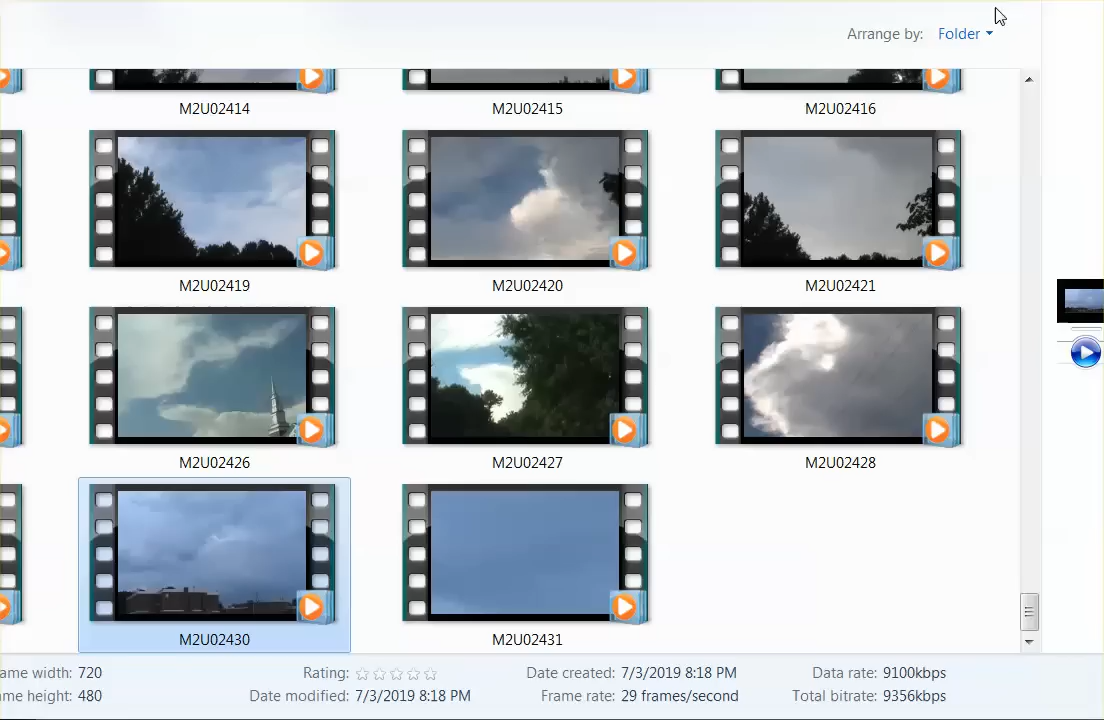 Arrange by: Folder
M2U02414 M2U02415 M2U02416
M2U02419 M2U02420 M2U02421
M2U02426 M2U02427 M2U02428
M2U02430 M2U02431
ame width: 720 Rating: Date created: 7/3/2019 8:18 PM Data rate: 9100kbps
me height: 480 Date modified: 7/3/2019 8:18 PM Frame rate: 29 frames/second Total bitrate: 9356kbps